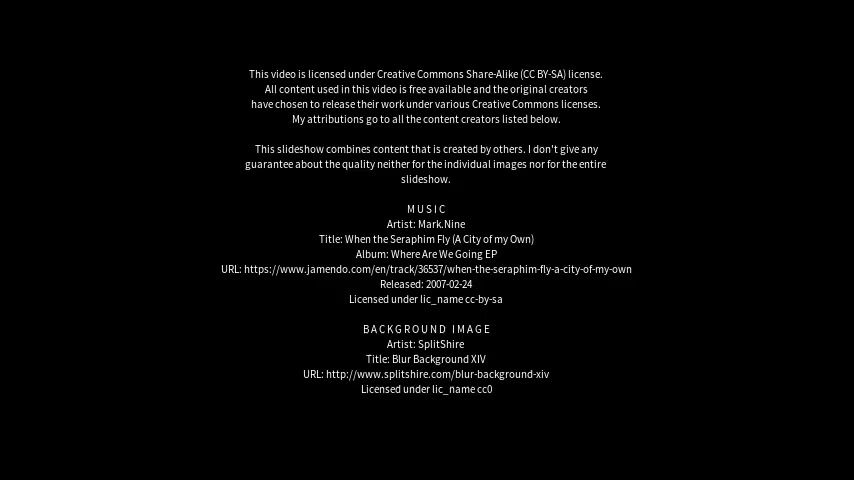 This video is licensed under Creative Commons Share-Alike (CC BY-SA) license.
All content used in this video is free available and the original creators
have chosen to release their work under various Creative Commons licenses.
My attributions go to all the content creators listed below.
This slideshow combines content that is created by others. I don't give any
guarantee about the quality neither for the individual images nor for the entire
slideshow.
M U S I C
Artist: Mark.Nine
Title: When the Seraphim Fly (A City of my Own)
Album: Where Are We Going EP
URL: https://www.jamendo.com/en/track/36537/when-the-seraphim-fly-a-city-of-my-own
Released: 2007-02-24
Licensed under lic_name cc-by-sa
B A C K G R O U N D   I M A G E
Artist: SplitShire
Title: Blur Background XIV
URL: http://www.splitshire.com/blur-background-xiv
Licensed under lic_name cc0